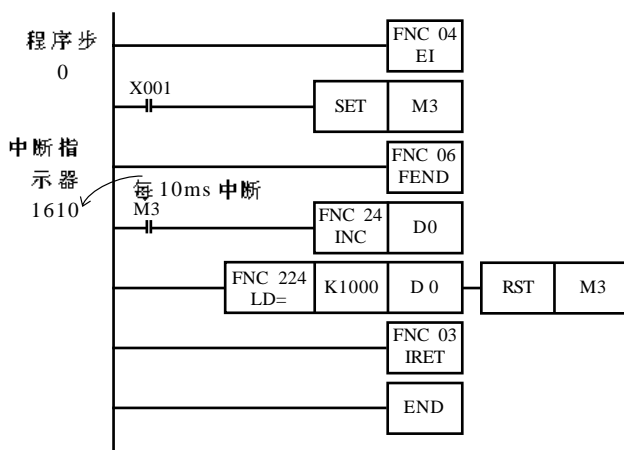 程序步
0
FNC 04
EI
X001
SET M3
中断指
示器
1610
FNC 06
FEND
每10ms中断
M3
FNC 24
INC D0
FNC 224
LD= K1000 D 0 RST M3
FNC 03
IRET
END